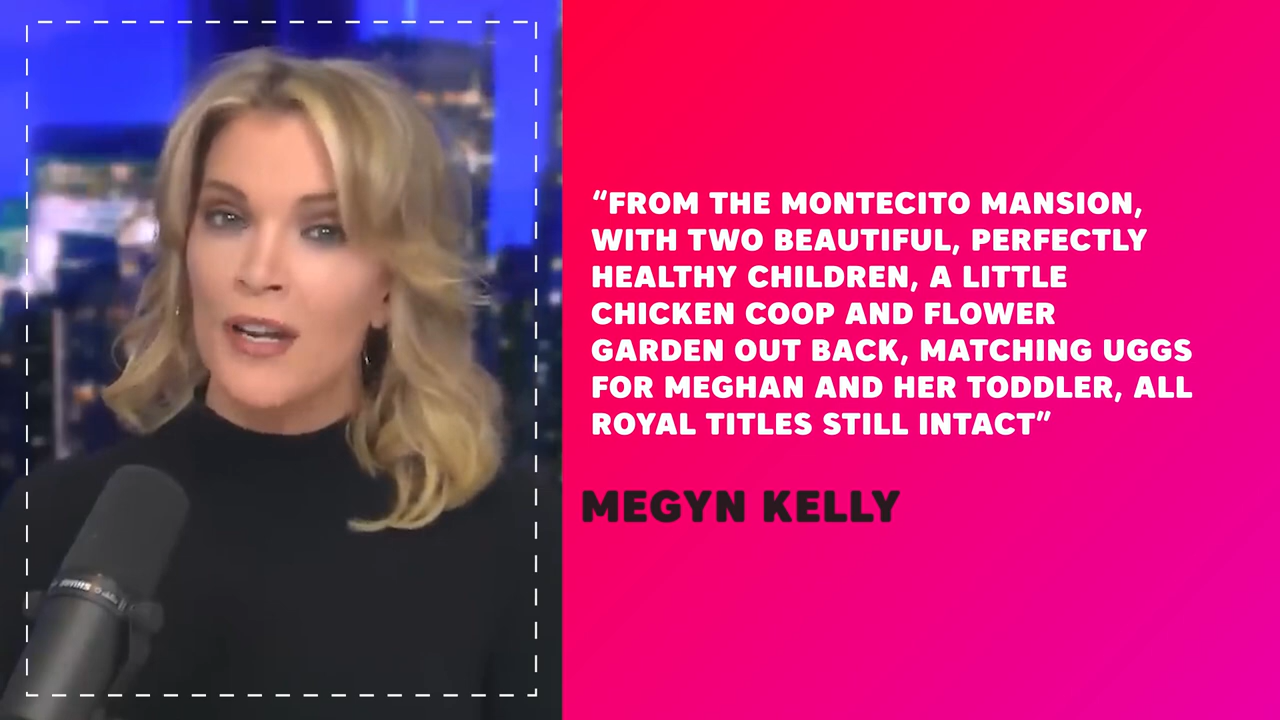 “FROM THE MONTECITO MANSION,
WITH TWO BEAUTIFUL, PERFECTLY
HEALTHY CHILDREN, A LITTLE
CHICKEN COOP AND FLOWER
GARDEN OUT BACK, MATCHING UGGS
FOR MEGHAN AND HER TODDLER, ALL
ROYAL TITLES STILL INTACT”
MEGYN KELLY